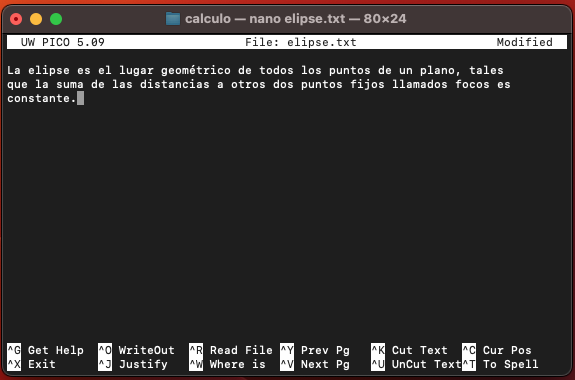 calculo — nano elipse.txt — 80×24
UW PICO 5.09 File: elipse.txt Modified
La elipse es el lugar geométrico de todos los puntos de un plano, tales
que la suma de las distancias a otros dos puntos fijos llamados focos es
constante.
^G Get Help ^O WriteOut ^R Read File ^Y Prev Pg ^K Cut Text ^C Cur Pos
^X Exit ^J Justify ^W Where is ^V Next Pg ^U UnCut Text ^T To Spell